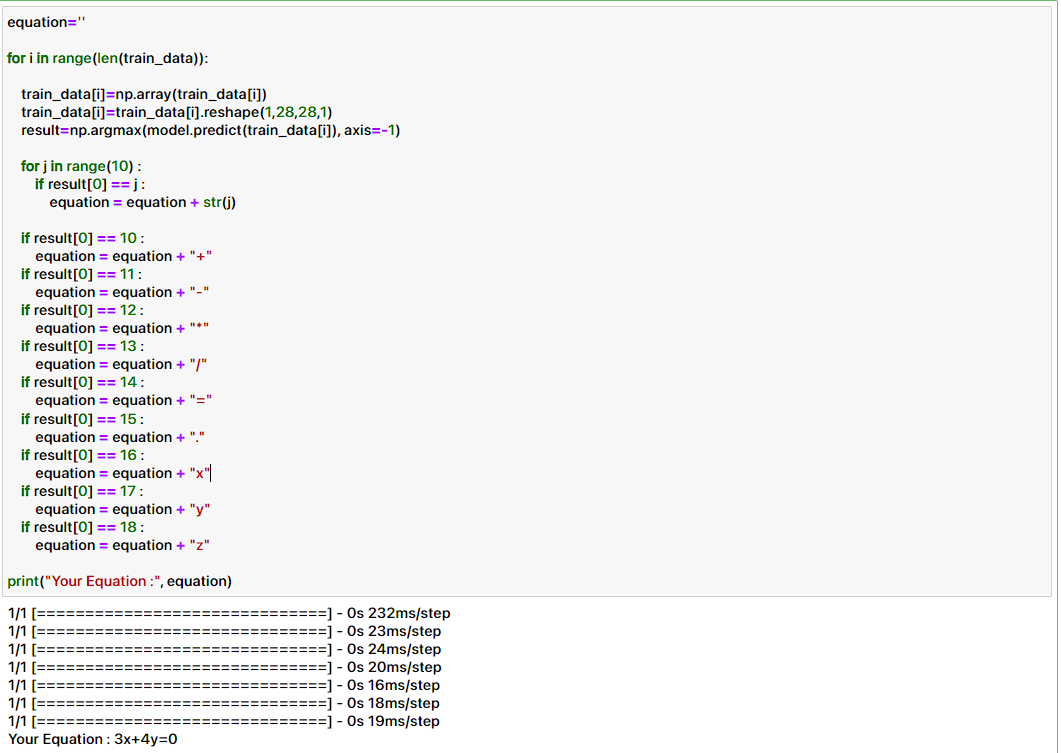 equation=''
for i in range(len(train_data)):
train_data[i]=np.array(train_data[i])
train_data[i]=train_data[i].reshape(1,28,28,1)
result=np.argmax(model.predict(train_data[i]), axis=-1)
for j in range(10) :
if result[0] == j :
equation = equation + str(j)
if result[0] == 10 :
equation = equation + "+"
if result[0] == 11 :
equation = equation + "-"
if result[0] == 12 :
equation = equation + "*"
if result[0] == 13 :
equation = equation + "/"
if result[0] == 14 :
equation = equation + "="
if result[0] == 15 :
equation = equation + "."
if result[0] == 16 :
equation = equation + "x"
if result[0] == 17 :
equation = equation + "y"
if result[0] == 18 :
equation = equation + "z"
print("Your Equation :", equation)
1/1 [==============================] - 0s 232ms/step
1/1 [==============================] - 0s 23ms/step
1/1 [==============================] - 0s 24ms/step
1/1 [==============================] - 0s 20ms/step
1/1 [==============================] - 0s 16ms/step
1/1 [==============================] - 0s 18ms/step
1/1 [==============================] - 0s 19ms/step
Your Equation : 3x+4y=0